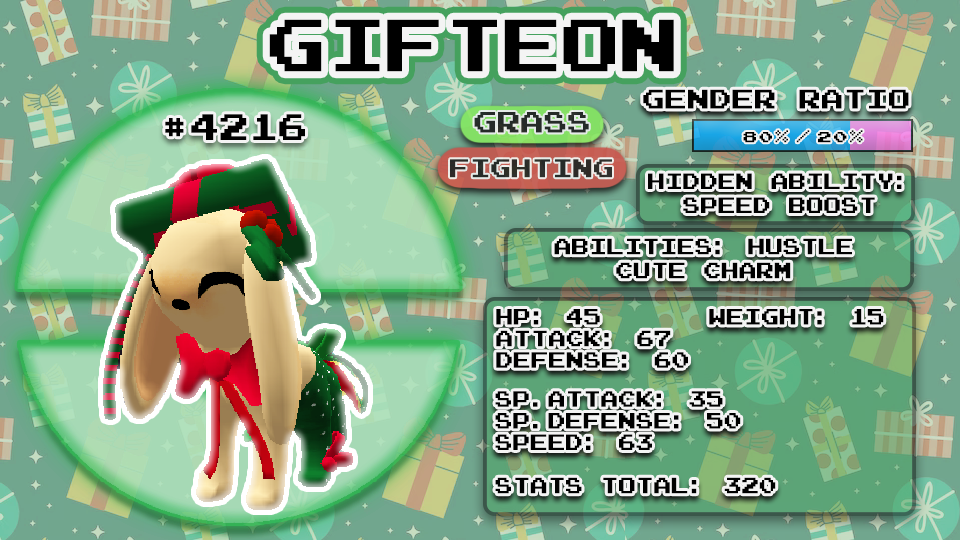 GIFTEON
#4216
GRASS
FIGHTING
GENDER RATIO
80%/20%
HIDDEN ABILITY:
SPEED BOOST
ABILITIES: HUSTLE
CUTE CHARM
HP: 45 WEIGHT: 15
ATTACK: 67
DEFENSE: 60
SP.ATTACK: 35
SP.DEFENSE: 50
SPEED: 63
STATS TOTAL: 320